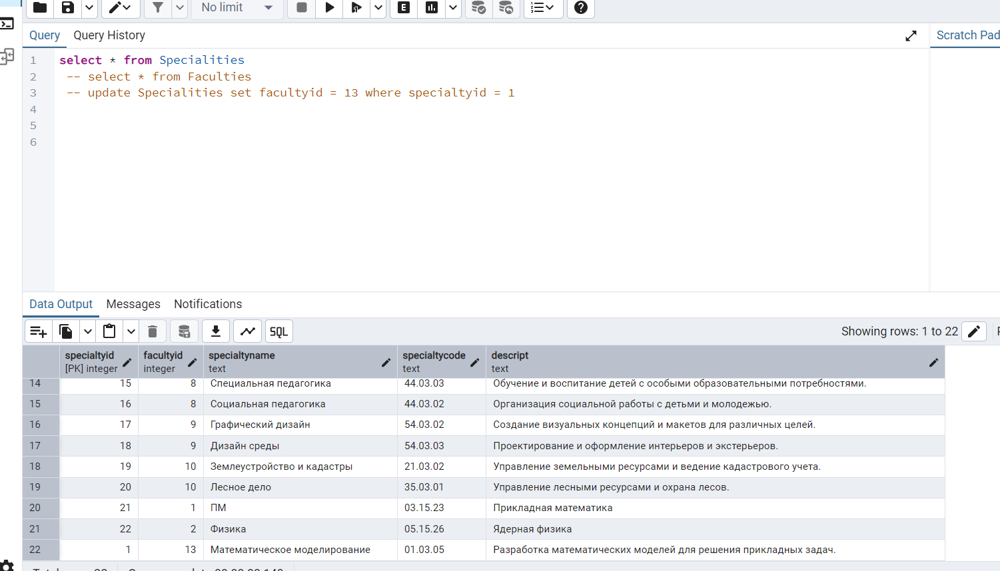 No limit
Query Query History Scratch Pad
1 select * from Specialities
2 -- select * from Faculties
3 -- update Specialities set facultyid = 13 where specialtyid = 1
4
5
6
Data Output Messages Notifications
SQL Showing rows: 1 to 22
specialtyid facultyid specialtyname specialtycode descript
[PK] integer integer text text text
14 15 8 Специальная педагогика 44.03.03 Обучение и воспитание детей с особыми образовательными потребностями.
15 16 8 Социальная педагогика 44.03.02 Организация социальной работы с детьми и молодежью.
16 17 9 Графический дизайн 54.03.02 Создание визуальных концепций и макетов для различных целей.
17 18 9 Дизайн среды 54.03.03 Проектирование и оформление интерьеров и экстерьеров.
18 19 10 Землеустройство и кадастры 21.03.02 Управление земельными ресурсами и ведение кадастрового учета.
19 20 10 Лесное дело 35.03.01 Управление лесными ресурсами и охрана лесов.
20 21 1 ПМ 03.15.23 Прикладная математика
21 22 2 Физика 05.15.26 Ядерная физика
22 1 13 Математическое моделирование 01.03.05 Разработка математических моделей для решения прикладных задач.